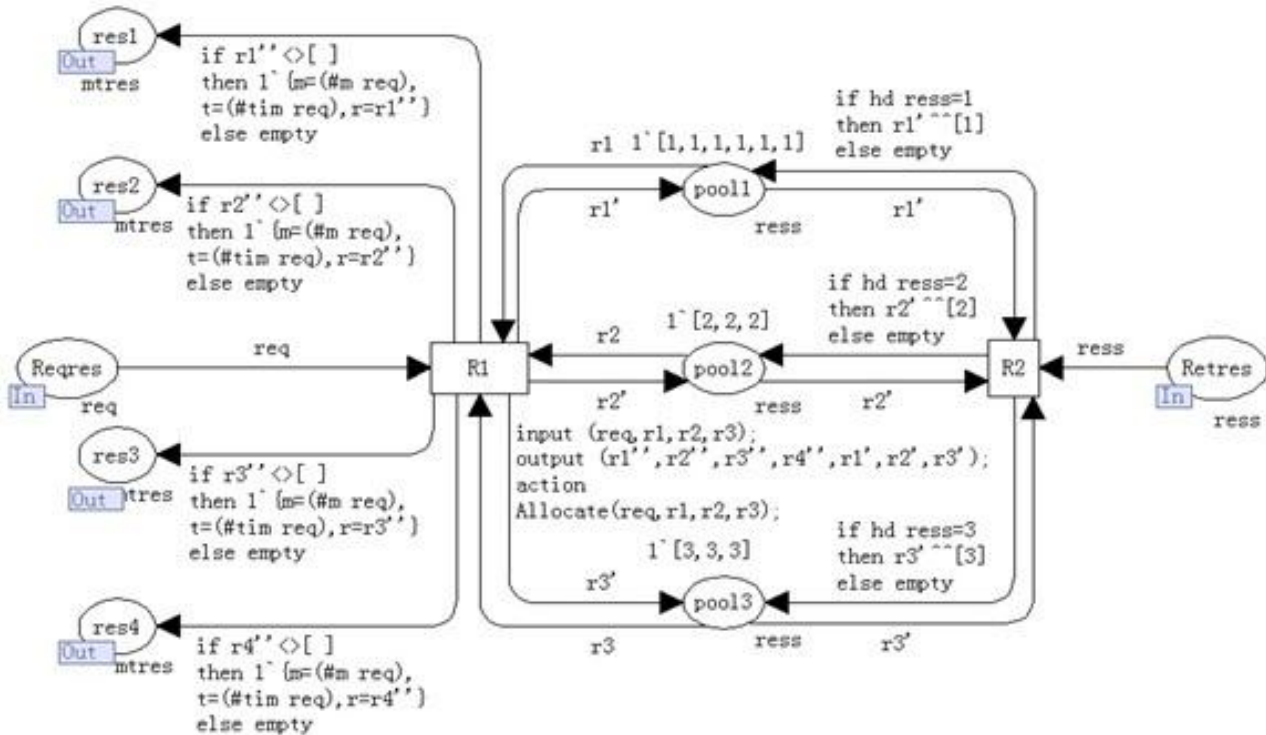 res1
Out
mtres
if r1''<>[ ]
then 1`{m=(#m req),
t=(#tim req),r=r1''}
else empty
res2
Out
mtres
if r2''<>[ ]
then 1`{m=(#m req),
t=(#tim req),r=r2''}
else empty
Reqres
In
req
req
res3
Out
mtres
if r3''<>[ ]
then 1`{m=(#m req),
t=(#tim req),r=r3''}
else empty
res4
Out
mtres
if r4''<>[ ]
then 1`{m=(#m req),
t=(#tim req),r=r4''}
else empty
R1
r1
1`[1,1,1,1,1,1]
pool1
r1'
ress
r1'
if hd ress=1
then r1'^^[1]
else empty
r2
1`[2,2,2]
pool2
r2'
ress
r2'
if hd ress=2
then r2'^^[2]
else empty
input (req,r1,r2,r3);
output (r1'',r2'',r3'',r4'',r1',r2',r3');
action
Allocate(req,r1,r2,r3);
1`[3,3,3]
r3'
pool3
r3
ress
r3'
if hd ress=3
then r3'^^[3]
else empty
R2
ress
Retres
In
ress